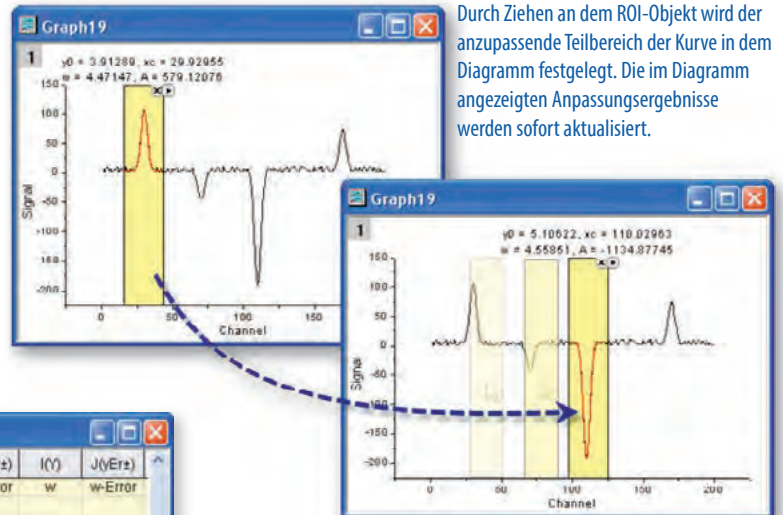 Durch Ziehen an dem ROI-Objekt wird der
anzupassende Teilbereich der Kurve in dem
Diagramm festgelegt. Die im Diagramm
angezeigten Anpassungsergebnisse
werden sofort aktualisiert.
Graph19
1
y0 = 3.91289, xc = 29.92955
w = 4.47147, A = 579.12076
150
100
50
0
-50
-100
-150
-200
Signal
0 50 100 150
Channel
Graph19
1
y0 = 5.10622, xc = 110.02963
w = 4.55851, A = -1134.87745
150
100
50
0
-50
-100
-150
-200
Signal
0 50 100 150 200
Channel
I(Y) J(yEr±)
w w-Error